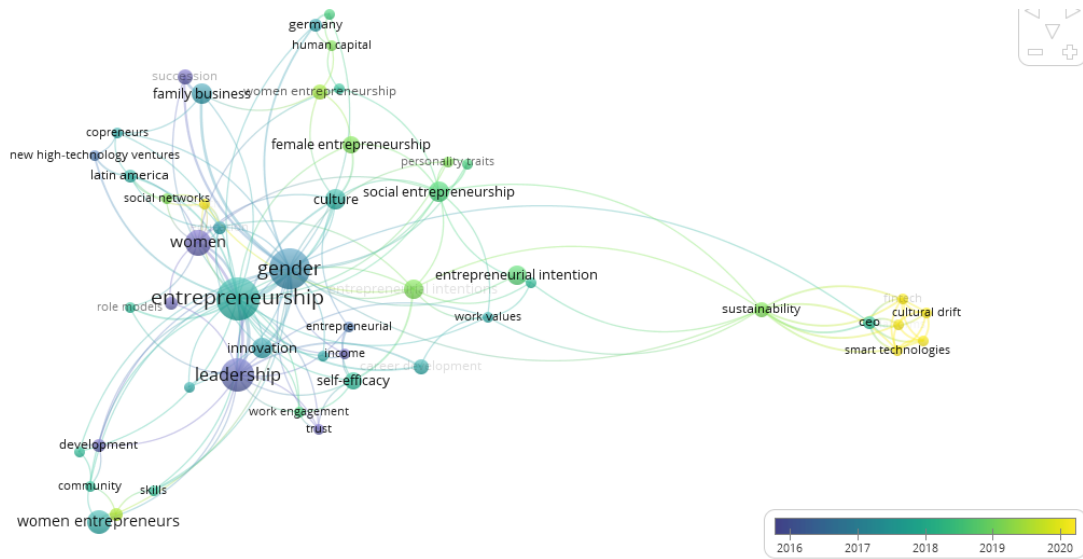 germany
human capital
succession
family business
women entrepreneurship
copreneurs
female entrepreneurship
new high-technology ventures
personality traits
latin america
social entrepreneurship
social networks
culture
women
gender
entrepreneurial intention
entrepreneurial intentions
entrepreneurship
fintech
role models
sustainability
cultural drift
work values
ceo
entrepreneurial
innovation
income
smart technologies
career development
leadership
self-efficacy
work engagement
trust
development
community
skills
women entrepreneurs
2016 2017 2018 2019 2020